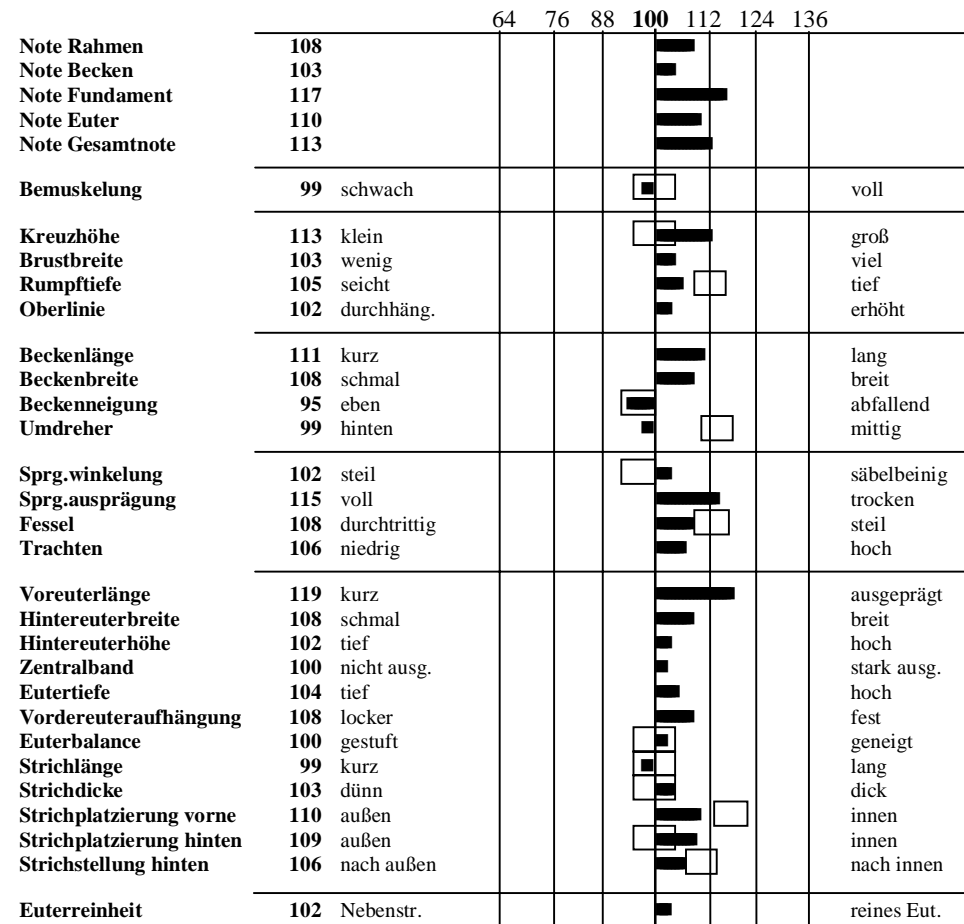 64 76 88 100 112 124 136
Note Rahmen 108
Note Becken 103
Note Fundament 117
Note Euter 110
Note Gesamtnote 113
Bemuskelung 99 schwach voll
Kreuzhöhe 113 klein groß
Brustbreite 103 wenig viel
Rumpftiefe 105 seicht tief
Oberlinie 102 durchhäng. erhöht
Beckenlänge 111 kurz lang
Beckenbreite 108 schmal breit
Beckenneigung 95 eben abfallend
Umdreher 99 hinten mittig
Sprg.winkelung 102 steil säbelbeinig
Sprg.ausprägung 115 voll trocken
Fessel 108 durchtrittig steil
Trachten 106 niedrig hoch
Voreuterlänge 119 kurz ausgeprägt
Hintereuterbreite 108 schmal breit
Hintereuterhöhe 102 tief hoch
Zentralband 100 nicht ausg. stark ausg.
Eutertiefe 104 tief hoch
Vordereuteraufhängung 108 locker fest
Euterbalance 100 gestuft geneigt
Strichlänge 99 kurz lang
Strichdicke 103 dünn dick
Strichplatzierung vorne 110 außen innen
Strichplatzierung hinten 109 außen innen
Strichstellung hinten 106 nach außen nach innen
Euterreinheit 102 Nebenstr. reines Eut.